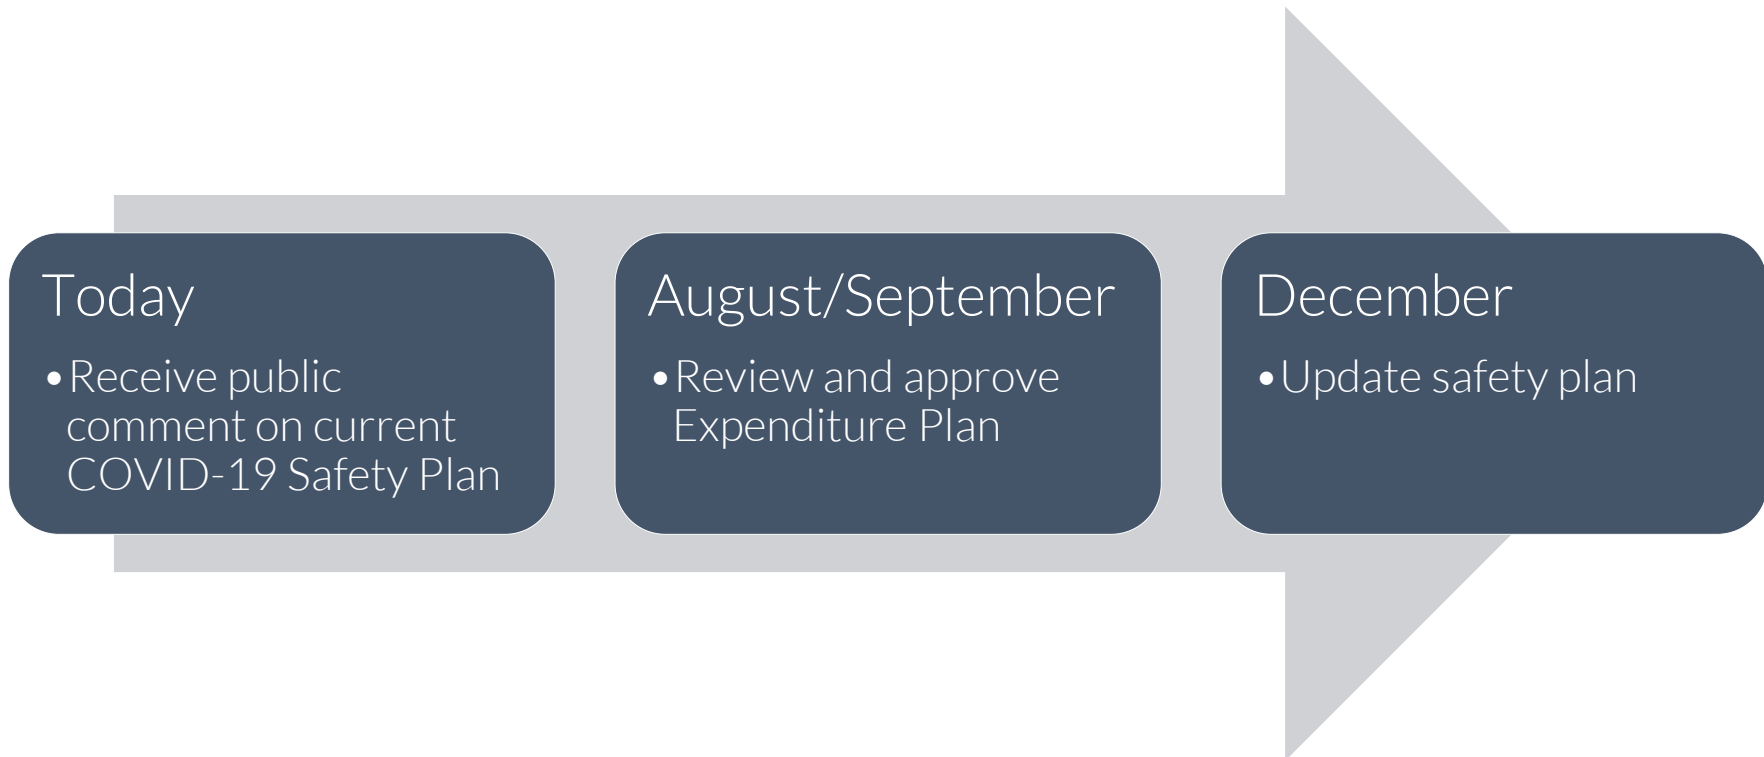 Today
•Receive public
comment on current
COVID-19 Safety Plan
August/September
•Review and approve
Expenditure Plan
December
•Update safety plan